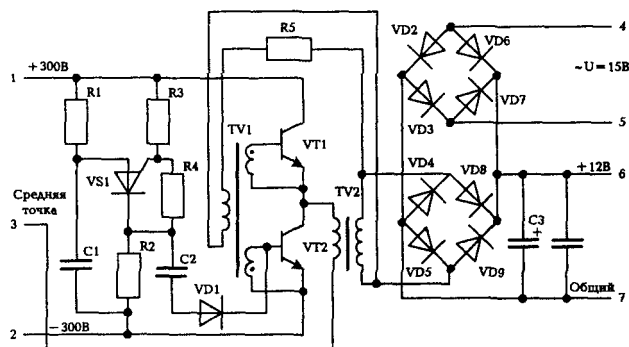 R5
VD2
VD6
4
~U=15В
1
+300В
R1
R3
VD3
VD7
5
TV1
VT1
R4
VD4
VD8
VS1
TV2
+12В
6
Средняя
точка
3
C1
R2
C2
VT2
C3
+
VD5
VD9
VD1
Общий
7
2
−300В